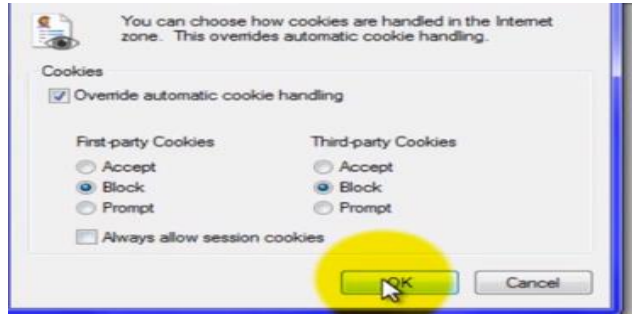 You can choose how cookies are handled in the Internet
zone. This overrides automatic cookie handling.
Cookies
Override automatic cookie handling
First-party Cookies Third-party Cookies
Accept Accept
Block Block
Prompt Prompt
Always allow session cookies
OK Cancel